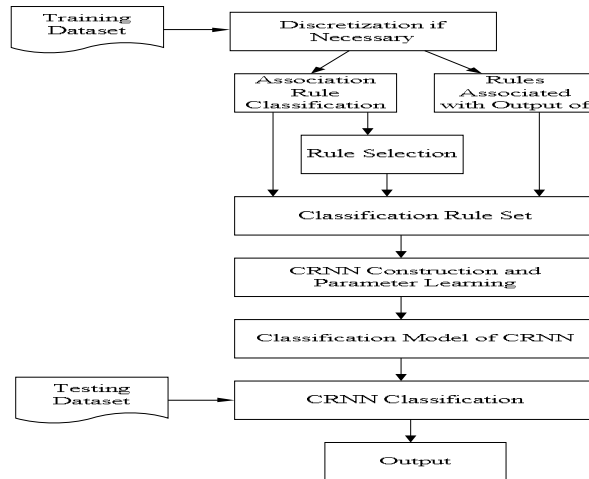 Training
Dataset
Discretization if
Necessary
Association
Rule
Classification
Rules
Associated
with Output of
Rule Selection
Classification Rule Set
CRNN Construction and
Parameter Learning
Classification Model of CRNN
Testing
Dataset
CRNN Classification
Output